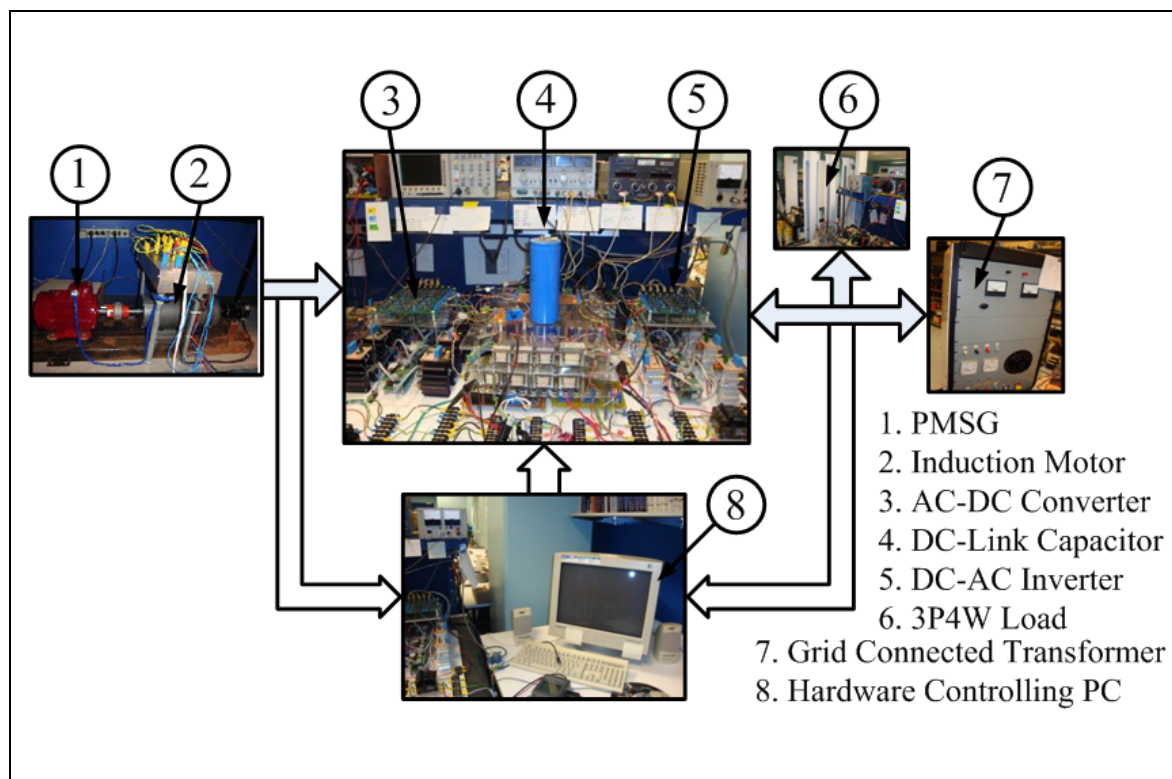 3
4
5
6
1
2
7
8
1. PMSG
2. Induction Motor
3. AC-DC Converter
4. DC-Link Capacitor
5. DC-AC Inverter
6. 3P4W Load
7. Grid Connected Transformer
8. Hardware Controlling PC